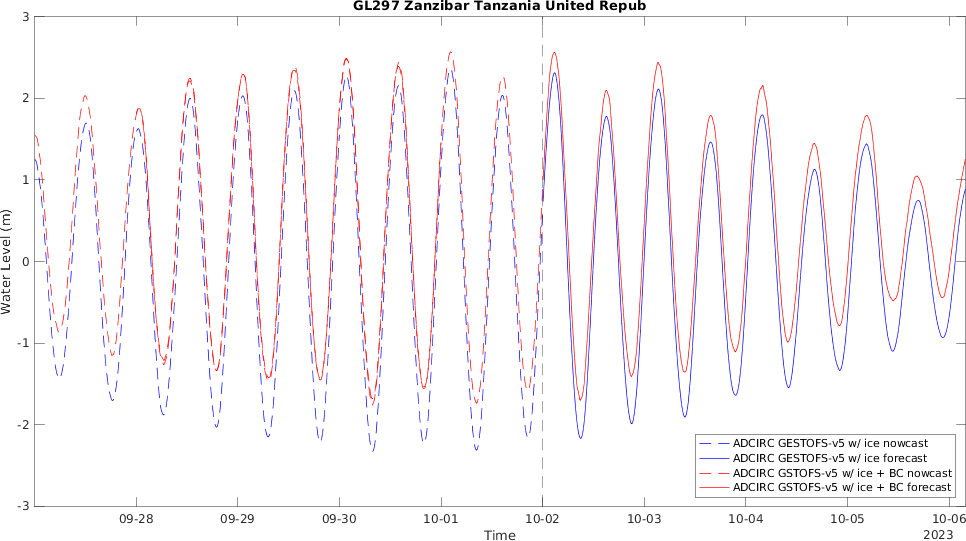 GL297 Zanzibar Tanzania United Repub
3
2
1
0
-1
-2
-3
Water Level (m)
ADCIRC GESTOFS-v5 w/ ice nowcast
ADCIRC GESTOFS-v5 w/ ice forecast
ADCIRC GSTOFS-v5 w/ ice + BC nowcast
ADCIRC GSTOFS-v5 w/ ice + BC forecast
09-28 09-29 09-30 10-01 10-02 10-03 10-04 10-05 10-06
Time
2023